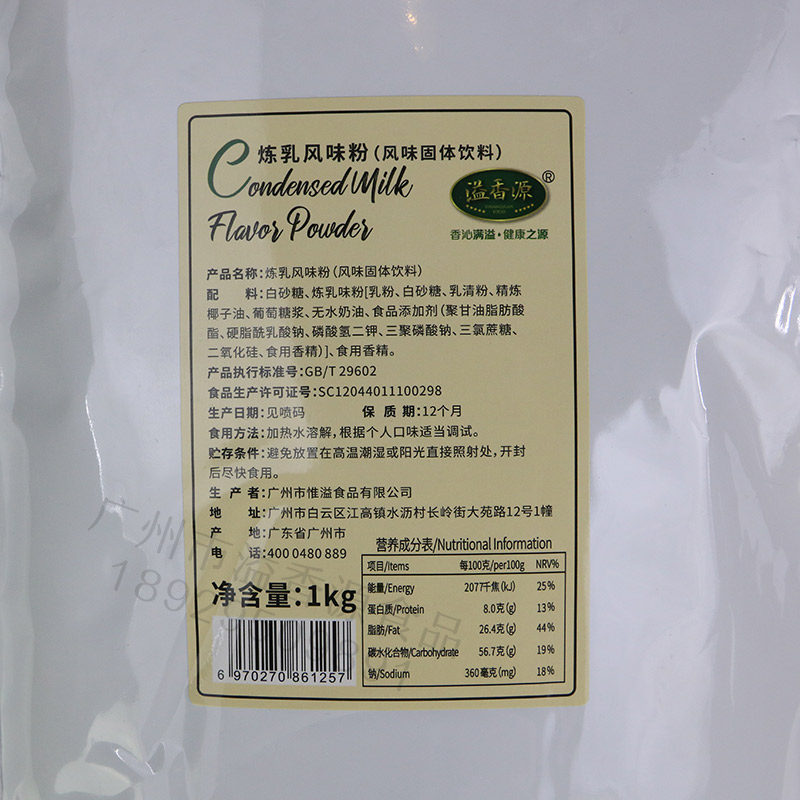 炼乳风味粉(风味固体饮料)
Condensed Milk
Flavor Powder
溢香源®
香沁满溢·健康之源
产品名称:炼乳风味粉(风味固体饮料)
配 料:白砂糖、炼乳味粉[乳粉、白砂糖、乳清粉、精炼
椰子油、葡萄糖浆、无水奶油、食品添加剂(聚甘油脂肪酸
酯、硬脂酰乳酸钠、磷酸氢二钾、三聚磷酸钠、三氯蔗糖、
二氧化硅、食用香精)]、食用香精。
产品执行标准号:GB/T 29602
食品生产许可证号:SC12044011100298
生产日期:见喷码 保 质 期:12个月
食用方法:加热水溶解,根据个人口味适当调试。
贮存条件:避免放置在高温潮湿或阳光直接照射处,开封
后尽快食用。
生 产 者:广州市惟溢食品有限公司
地 址:广州市白云区江高镇水沥村长岭街大苑路12号1幢
产 地:广东省广州市
电 话:400 0480 889
净含量:1kg
6 970270 861257
营养成分表/Nutritional Information
项目/Items 每100克/per100g NRV%
能量/Energy 2077千焦(kJ) 25%
蛋白质/Protein 8.0克(g) 13%
脂肪/Fat 26.4克(g) 44%
碳水化合物/Carbohydrate 56.7克(g) 19%
钠/Sodium 360毫克(mg) 18%
广州市溢香源食品